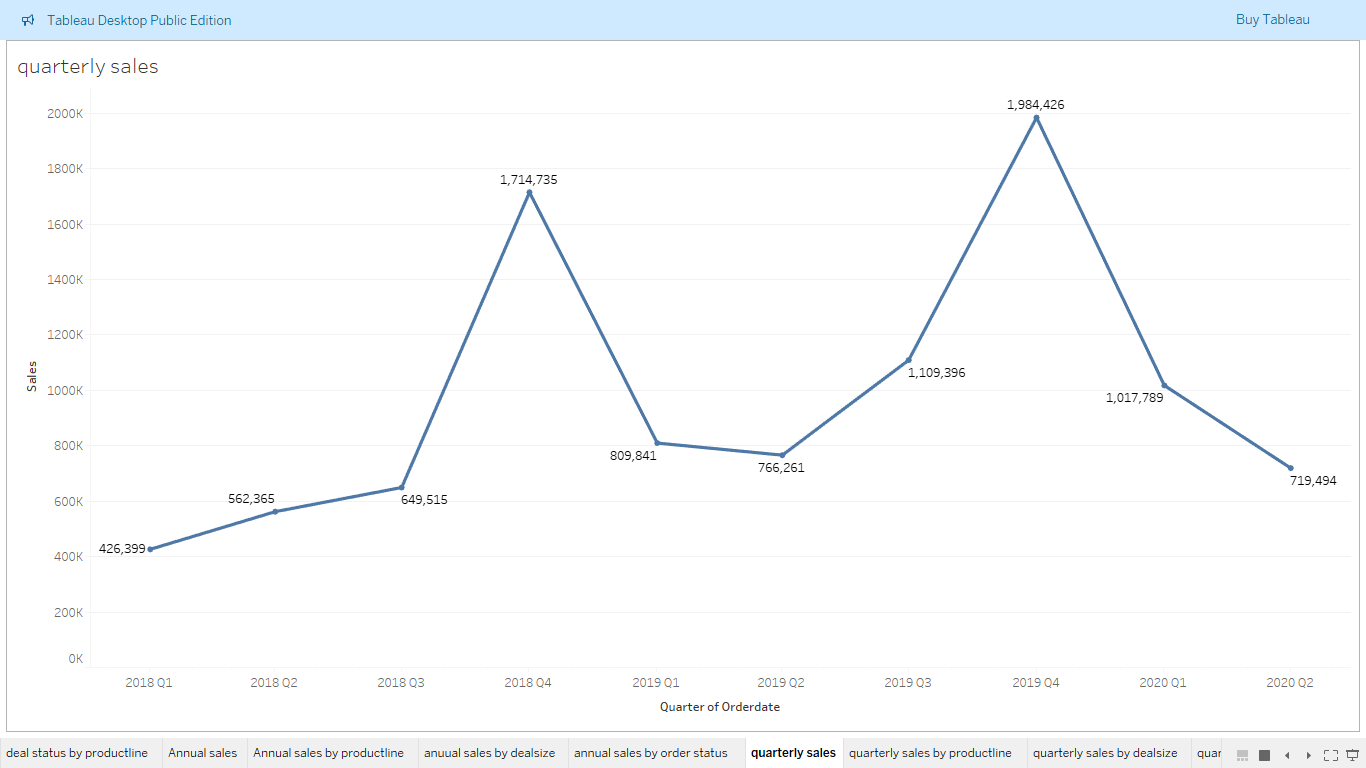 Tableau Desktop Public Edition
Buy Tableau
quarterly sales
2000K
1800K
1600K
1400K
1200K
1000K
800K
600K
400K
200K
0K
Sales
426,399
562,365
649,515
1,714,735
809,841
766,261
1,109,396
1,984,426
1,017,789
719,494
2018 Q1 2018 Q2 2018 Q3 2018 Q4 2019 Q1 2019 Q2 2019 Q3 2019 Q4 2020 Q1 2020 Q2
Quarter of Orderdate
deal status by productline Annual sales Annual sales by productline anuual sales by dealsize annual sales by order status quarterly sales quarterly sales by productline quarterly sales by dealsize quar